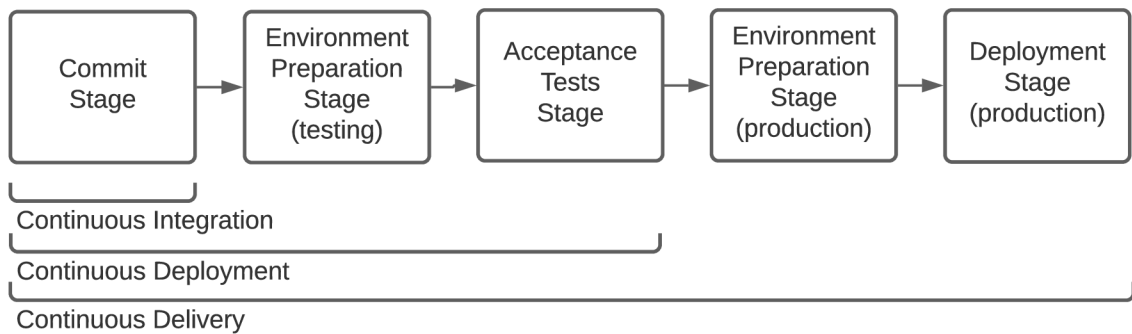 Commit
Stage
Environment
Preparation
Stage
(testing)
Acceptance
Tests
Stage
Environment
Preparation
Stage
(production)
Deployment
Stage
(production)
Continuous Integration
Continuous Deployment
Continuous Delivery